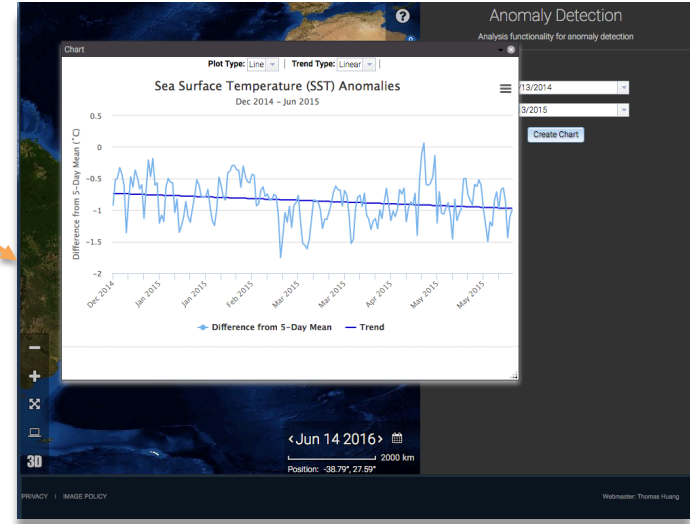 Anomaly Detection
Analysis functionality for anomaly detection
?
Chart
Plot Type: Line | Trend Type: Linear |
Sea Surface Temperature (SST) Anomalies
Dec 2014 – Jun 2015
/13/2014
3/2015
Create Chart
Difference from 5-Day Mean (˚C)
0.5
0
−0.5
−1
−1.5
−2
Dec 2014
Jan 2015
Jan 2015
Feb 2015
Mar 2015
Mar 2015
Apr 2015
May 2015
May 2015
Difference from 5-Day Mean
Trend
3D
Jun 14 2016
2000 km
Position: -38.79°, 27.59°
PRIVACY | IMAGE POLICY
Webmaster: Thomas Huang